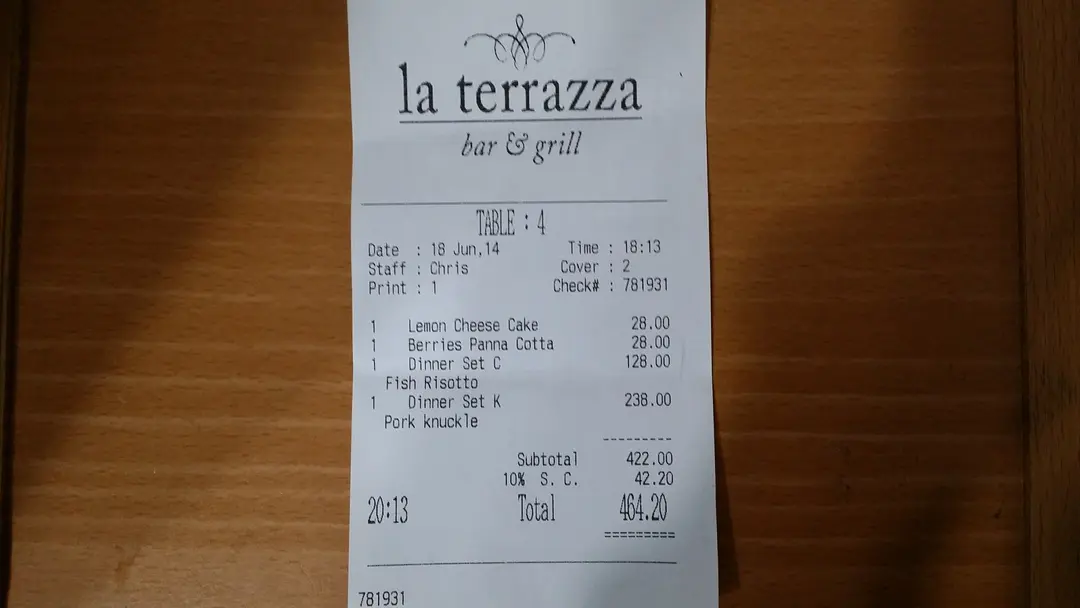 la terrazza
bar & grill
TABLE : 4
Date : 18 Jun,14 Time : 18:13
Staff : Chris Cover : 2
Print : 1 Check# : 781931
1 Lemon Cheese Cake 28.00
1 Berries Panna Cotta 28.00
1 Dinner Set C 128.00
Fish Risotto
1 Dinner Set K 238.00
Pork knuckle
---------
Subtotal 422.00
10% S. C. 42.20
20:13 Total 464.20
=========
781931